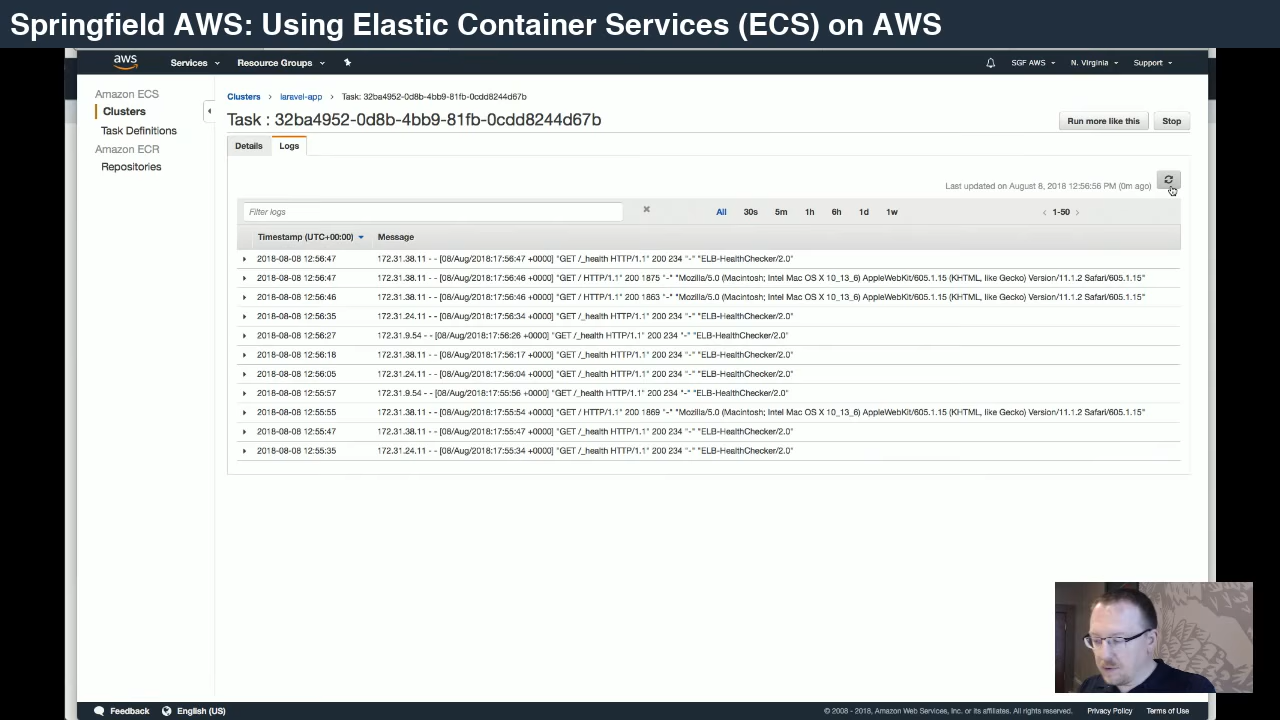 Springfield AWS: Using Elastic Container Services (ECS) on AWS
aws Services Resource Groups SGF AWS N. Virginia Support
Amazon ECS
Clusters
Task Definitions
Amazon ECR
Repositories
Clusters > laravel-app > Task: 32ba4952-0d8b-4bb9-81fb-0cdd8244d67b
Task : 32ba4952-0d8b-4bb9-81fb-0cdd8244d67b
Run more like this Stop
Details Logs
Last updated on August 8, 2018 12:56:56 PM (0m ago)
Filter logs All 30s 5m 1h 6h 1d 1w < 1-50 >
Timestamp (UTC+00:00) Message
2018-08-08 12:56:47 172.31.38.11 - - [08/Aug/2018:17:56:47 +0000] "GET /_health HTTP/1.1" 200 234 "-" "ELB-HealthChecker/2.0"
2018-08-08 12:56:47 172.31.38.11 - - [08/Aug/2018:17:56:46 +0000] "GET / HTTP/1.1" 200 1875 "-" "Mozilla/5.0 (Macintosh; Intel Mac OS X 10_13_6) AppleWebKit/605.1.15 (KHTML, like Gecko) Version/11.1.2 Safari/605.1.15"
2018-08-08 12:56:46 172.31.38.11 - - [08/Aug/2018:17:56:46 +0000] "GET / HTTP/1.1" 200 1863 "-" "Mozilla/5.0 (Macintosh; Intel Mac OS X 10_13_6) AppleWebKit/605.1.15 (KHTML, like Gecko) Version/11.1.2 Safari/605.1.15"
2018-08-08 12:56:35 172.31.24.11 - - [08/Aug/2018:17:56:34 +0000] "GET /_health HTTP/1.1" 200 234 "-" "ELB-HealthChecker/2.0"
2018-08-08 12:56:27 172.31.9.54 - - [08/Aug/2018:17:56:26 +0000] "GET /_health HTTP/1.1" 200 234 "-" "ELB-HealthChecker/2.0"
2018-08-08 12:56:18 172.31.38.11 - - [08/Aug/2018:17:56:17 +0000] "GET /_health HTTP/1.1" 200 234 "-" "ELB-HealthChecker/2.0"
2018-08-08 12:56:05 172.31.24.11 - - [08/Aug/2018:17:56:04 +0000] "GET /_health HTTP/1.1" 200 234 "-" "ELB-HealthChecker/2.0"
2018-08-08 12:55:57 172.31.9.54 - - [08/Aug/2018:17:55:56 +0000] "GET /_health HTTP/1.1" 200 234 "-" "ELB-HealthChecker/2.0"
2018-08-08 12:55:55 172.31.38.11 - - [08/Aug/2018:17:55:54 +0000] "GET / HTTP/1.1" 200 1869 "-" "Mozilla/5.0 (Macintosh; Intel Mac OS X 10_13_6) AppleWebKit/605.1.15 (KHTML, like Gecko) Version/11.1.2 Safari/605.1.15"
2018-08-08 12:55:47 172.31.38.11 - - [08/Aug/2018:17:55:47 +0000] "GET /_health HTTP/1.1" 200 234 "-" "ELB-HealthChecker/2.0"
2018-08-08 12:55:35 172.31.24.11 - - [08/Aug/2018:17:55:34 +0000] "GET /_health HTTP/1.1" 200 234 "-" "ELB-HealthChecker/2.0"
Feedback English (US) © 2008 - 2018, Amazon Web Services, Inc. or its affiliates. All rights reserved. Privacy Policy Terms of Use